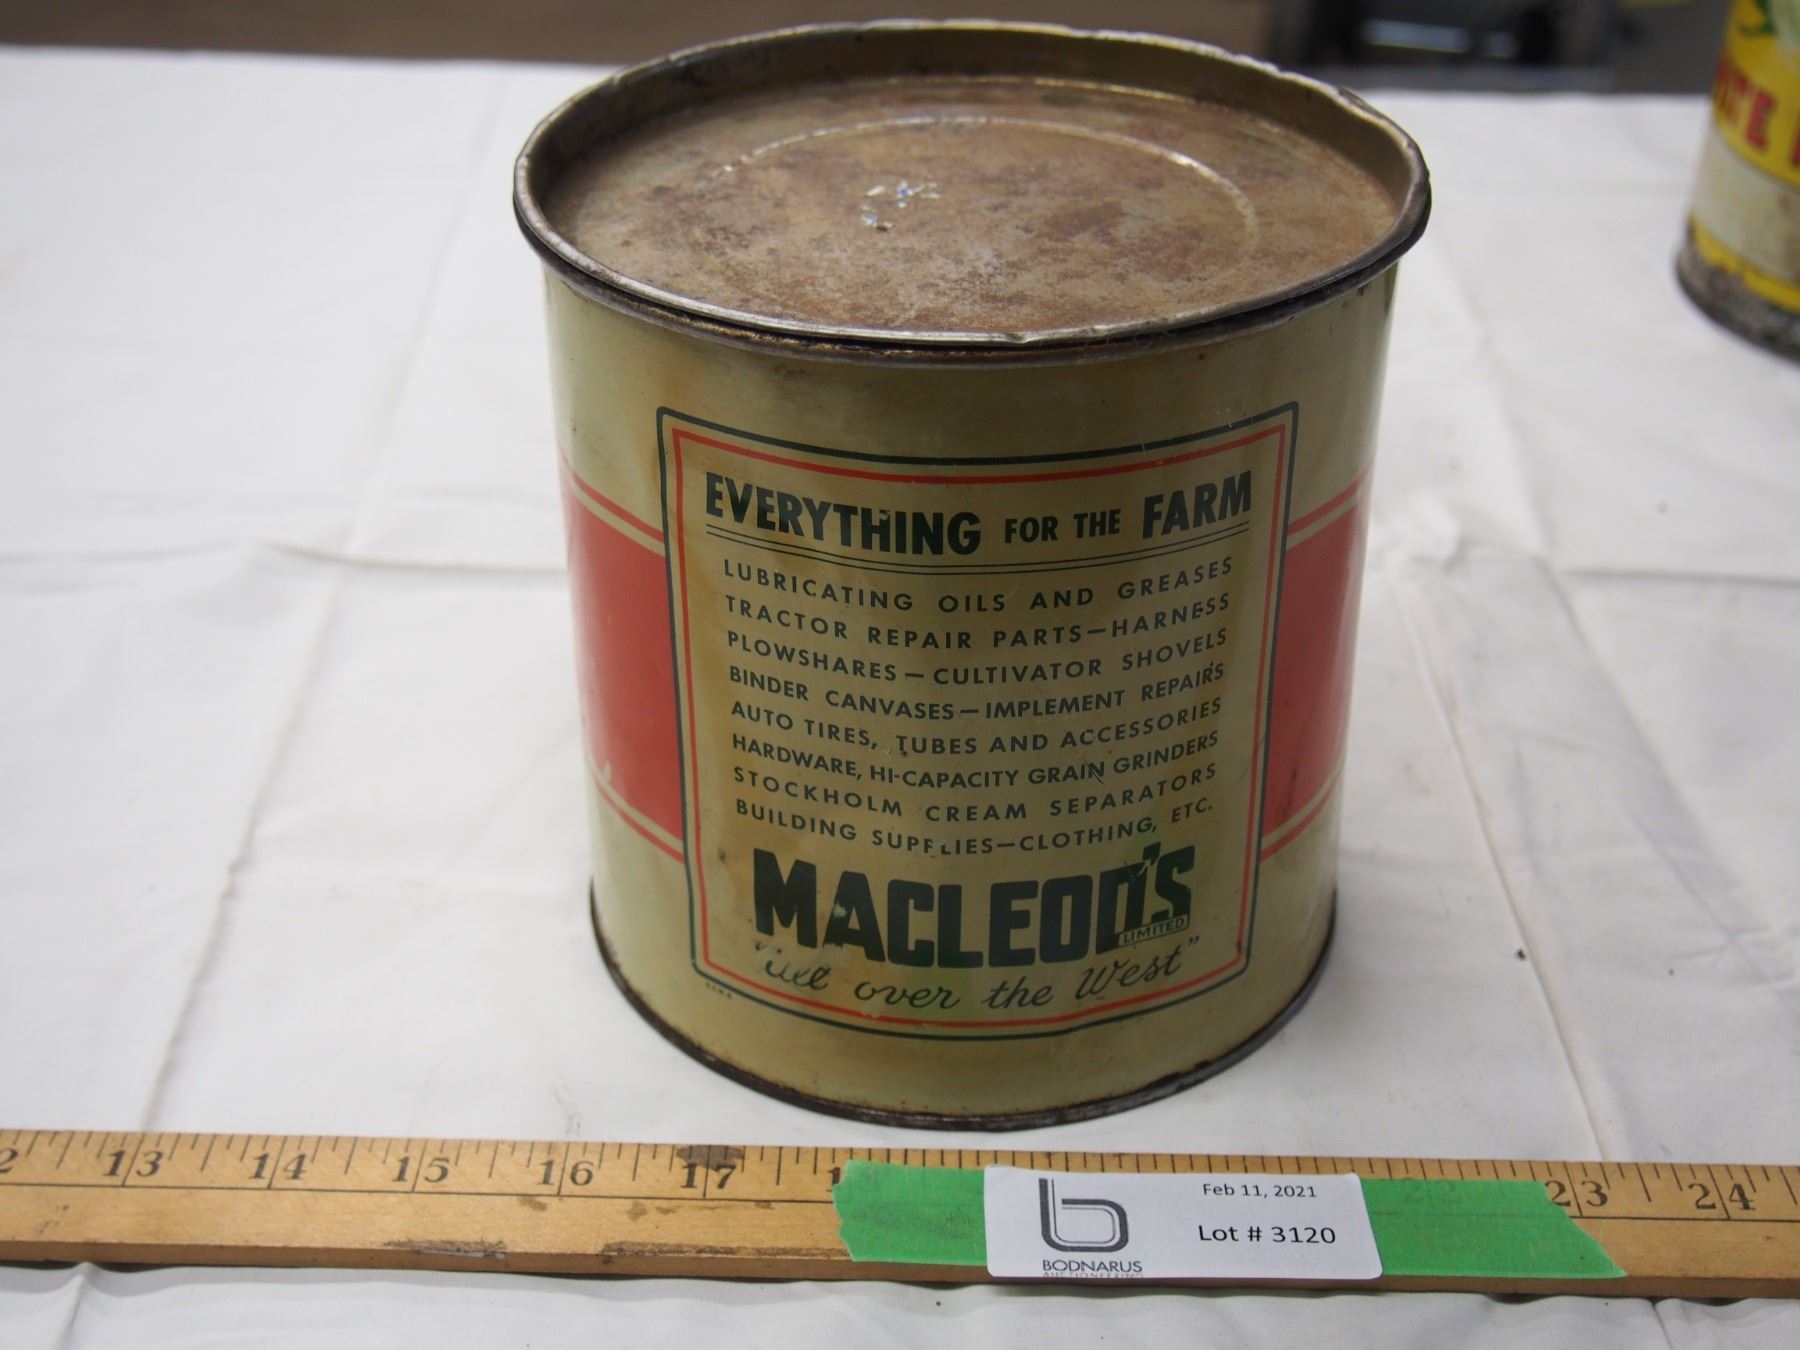 EVERYTHING FOR THE FARM
LUBRICATING OILS AND GREASES
TRACTOR REPAIR PARTS—HARNESS
PLOWSHARES—CULTIVATOR SHOVELS
BINDER CANVASES—IMPLEMENT REPAIRS
AUTO TIRES, TUBES AND ACCESSORIES
HARDWARE, HI-CAPACITY GRAIN GRINDERS
STOCKHOLM CREAM SEPARATORS
BUILDING SUPPLIES—CLOTHING, ETC.
MACLEOD'S
LIMITED
over the West"
13 14 15 16 17 22 23 24
Feb 11, 2021
Lot # 3120
b
BODNARUS
AUCTIONEERING